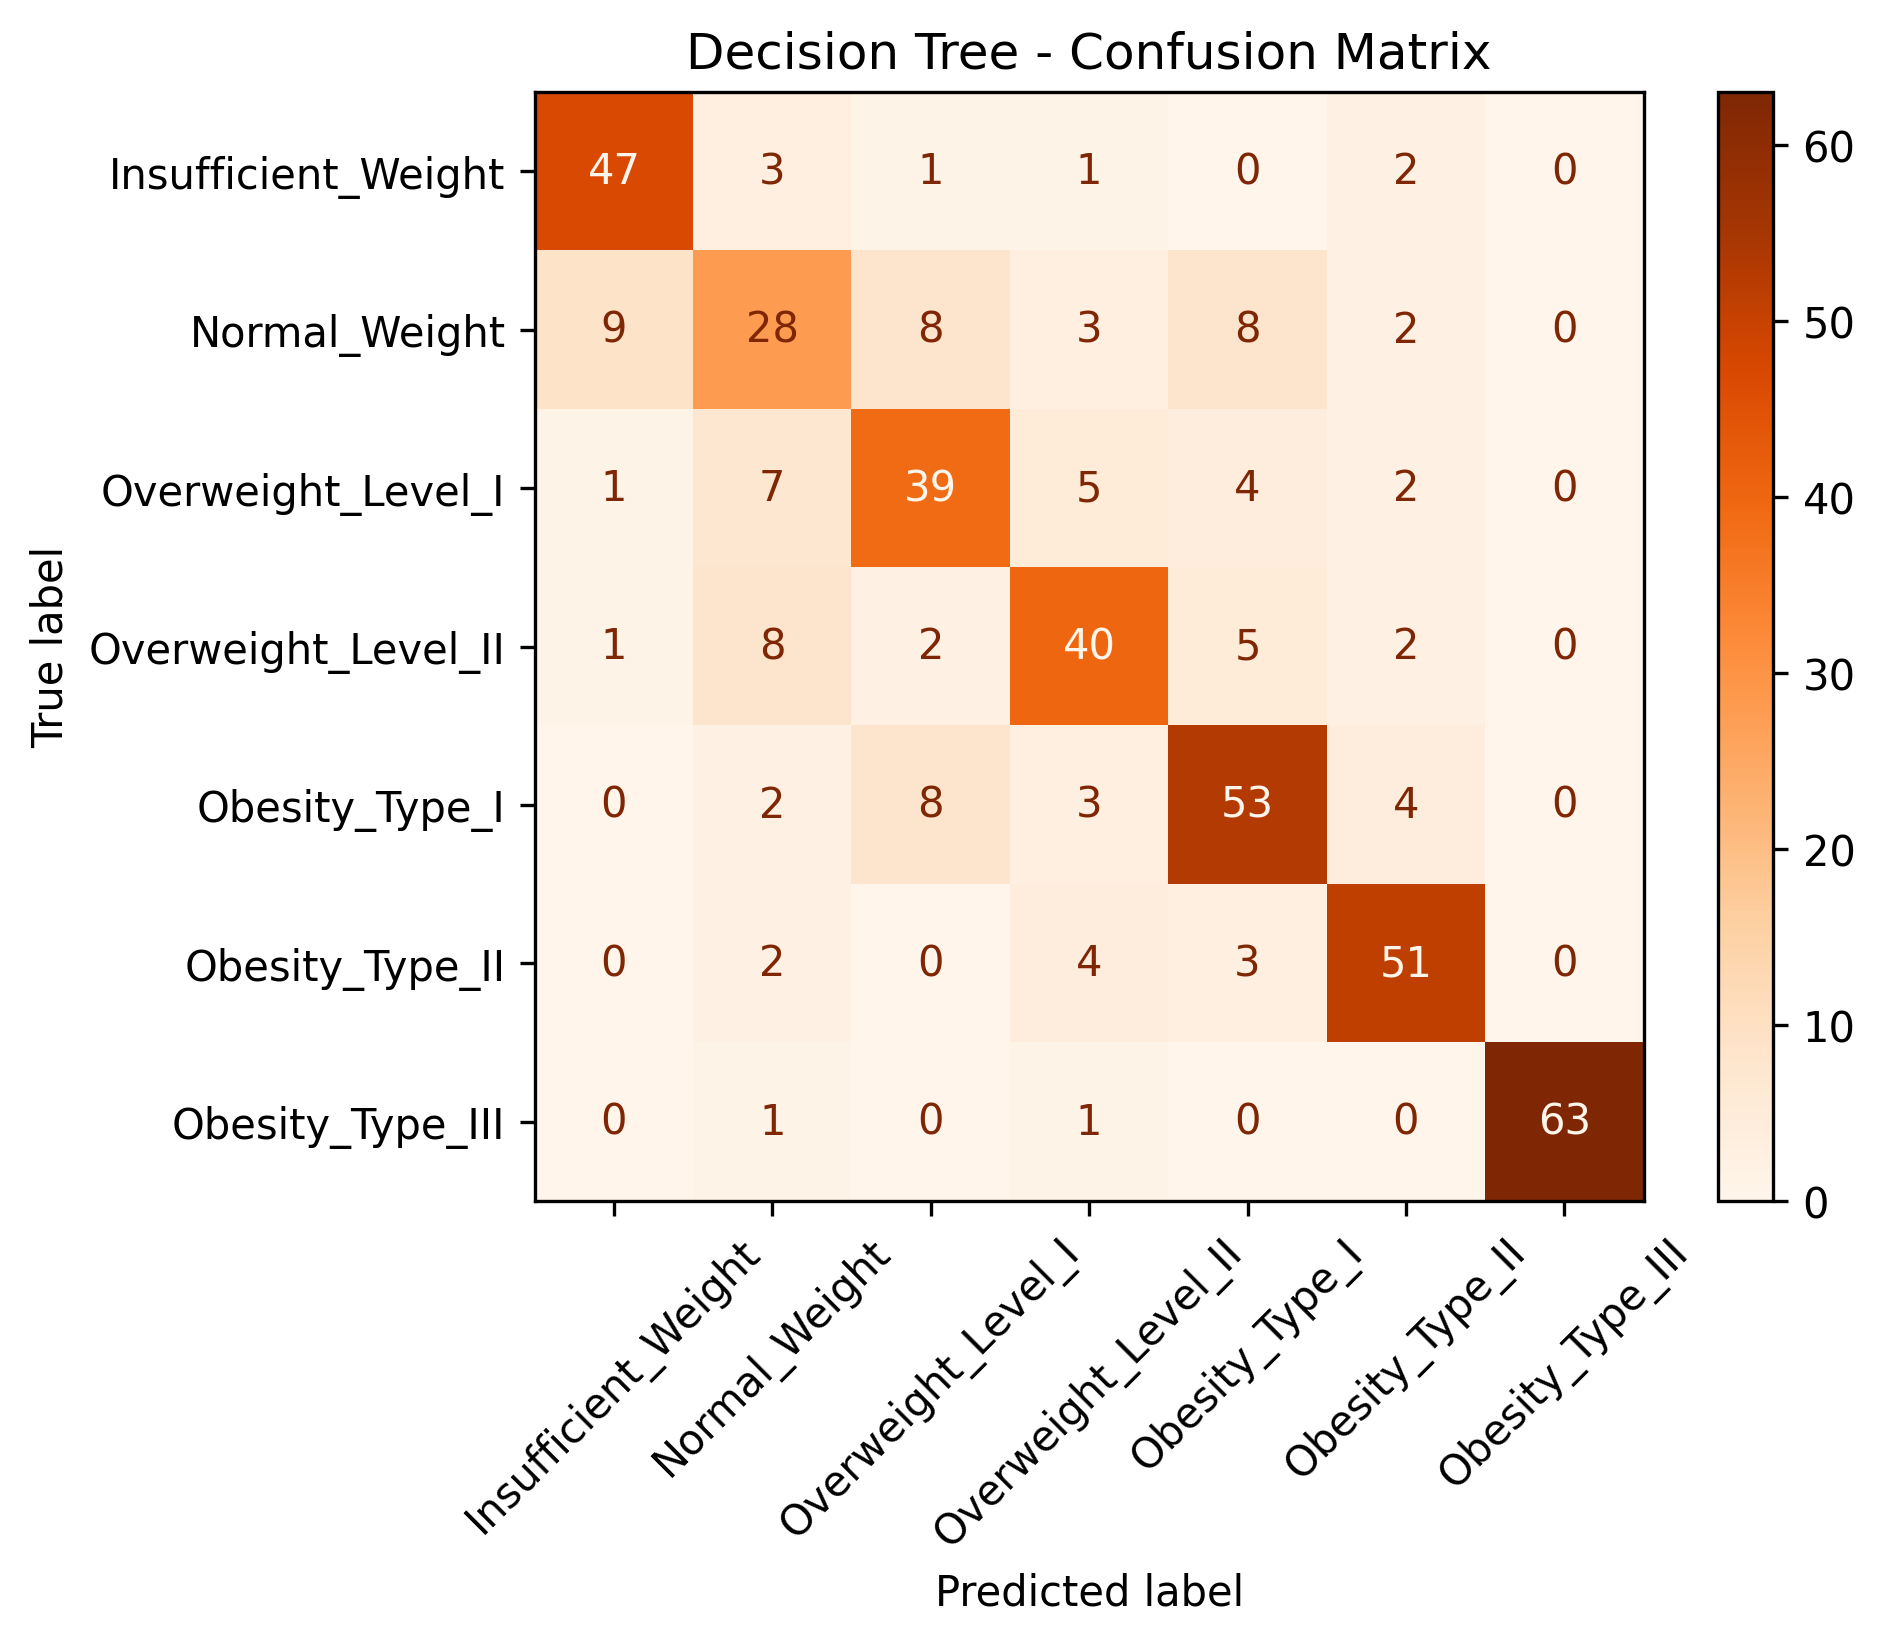 Decision Tree - Confusion Matrix
Insufficient_Weight 47 3 1 1 0 2 0
Normal_Weight 9 28 8 3 8 2 0
Overweight_Level_I 1 7 39 5 4 2 0
Overweight_Level_II 1 8 2 40 5 2 0
Obesity_Type_I 0 2 8 3 53 4 0
Obesity_Type_II 0 2 0 4 3 51 0
Obesity_Type_III 0 1 0 1 0 0 63
True label
Insufficient_Weight
Normal_Weight
Overweight_Level_I
Overweight_Level_II
Obesity_Type_I
Obesity_Type_II
Obesity_Type_III
Predicted label
60
50
40
30
20
10
0